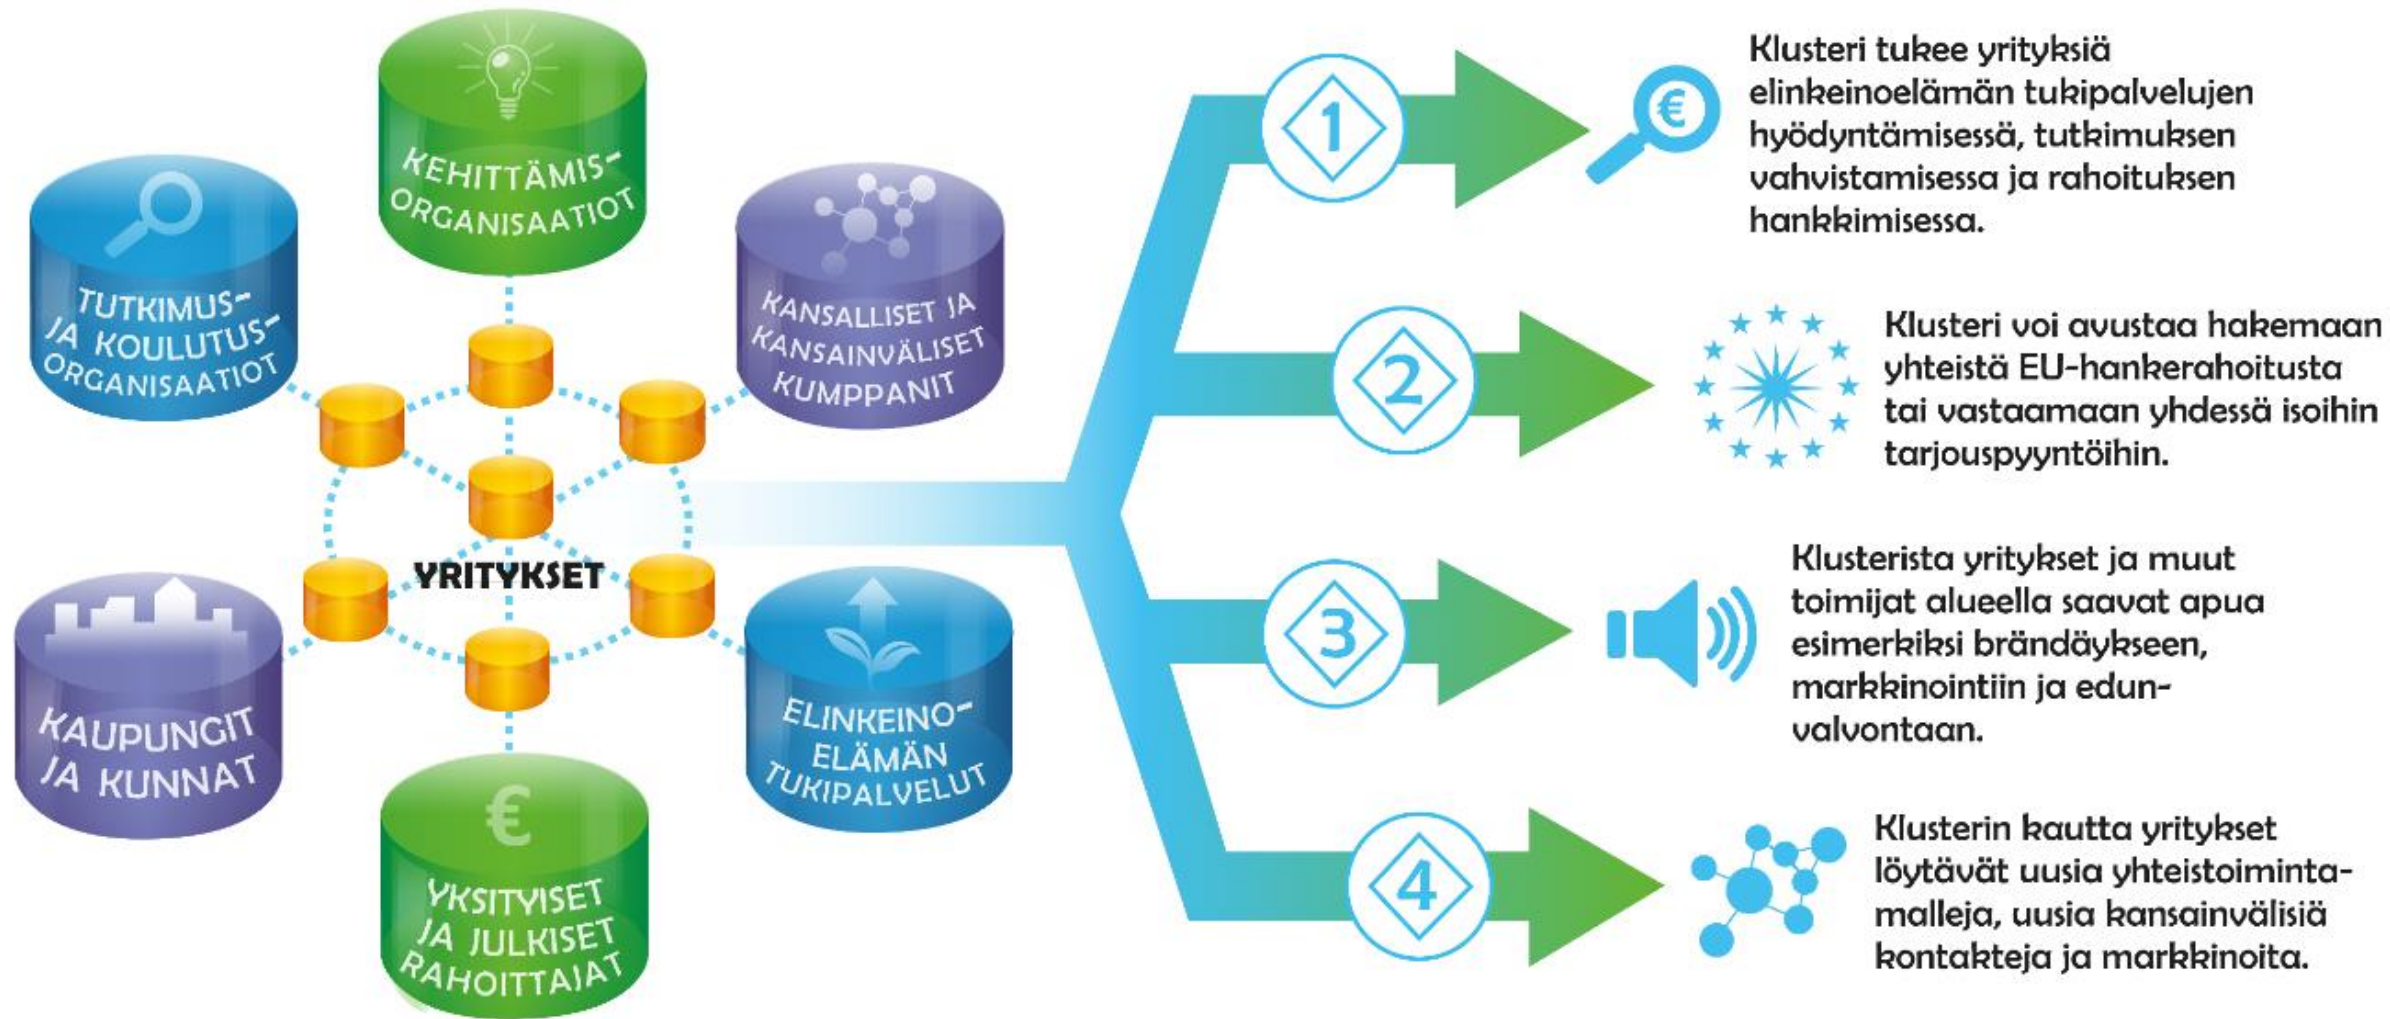 KEHITTÄMIS-
ORGANISAATIOT
TUTKIMUS-
JA KOULUTUS-
ORGANISAATIOT
KANSALLISET JA
KANSAINVÄLISET
KUMPPANIT
YRITYKSET
KAUPUNGIT
JA KUNNAT
ELINKEINO-
ELÄMÄN
TUKIPALVELUT
€
YKSITYISET
JA JULKISET
RAHOITTAJAT
1
€
Klusteri tukee yrityksiä
elinkeinoelämän tukipalvelujen
hyödyntämisessä, tutkimuksen
vahvistamisessa ja rahoituksen
hankkimisessa.
2
Klusteri voi avustaa hakemaan
yhteistä EU-hankerahoitusta
tai vastaamaan yhdessä isoihin
tarjouspyyntöihin.
3
Klusterista yritykset ja muut
toimijat alueella saavat apua
esimerkiksi brändäykseen,
markkinointiin ja edun-
valvontaan.
4
Klusterin kautta yritykset
löytävät uusia yhteistoiminta-
malleja, uusia kansainvälisiä
kontakteja ja markkinoita.